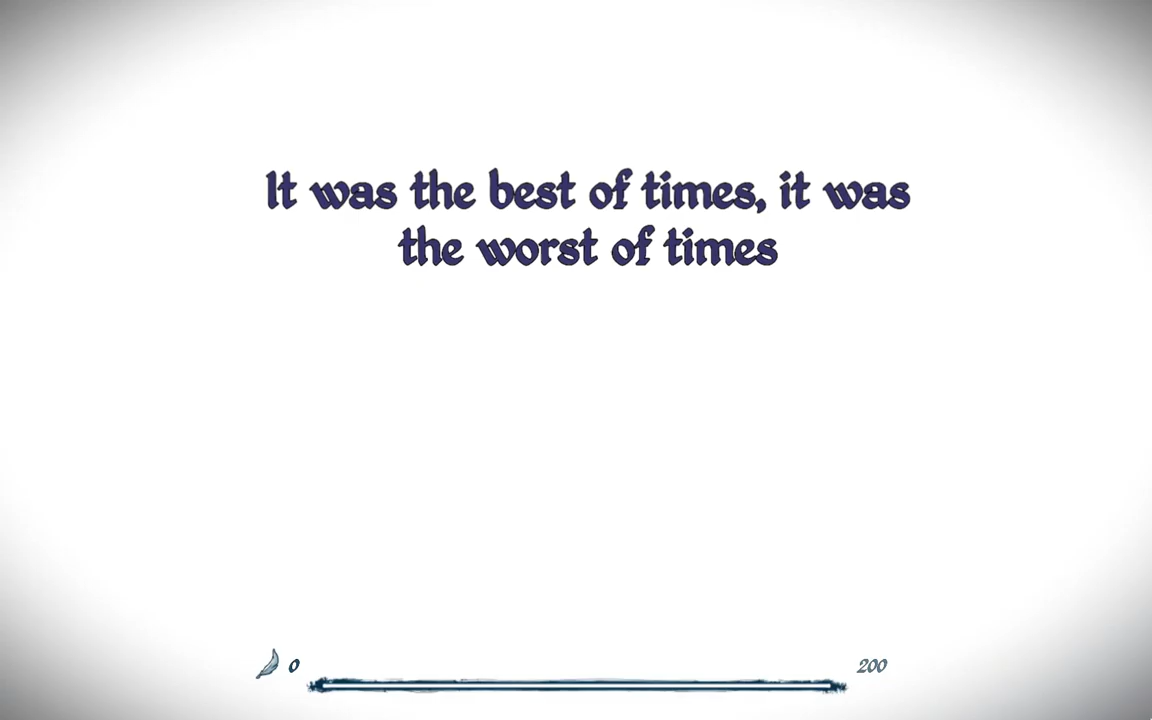 It was the best of times, it was
the worst of times
0
200